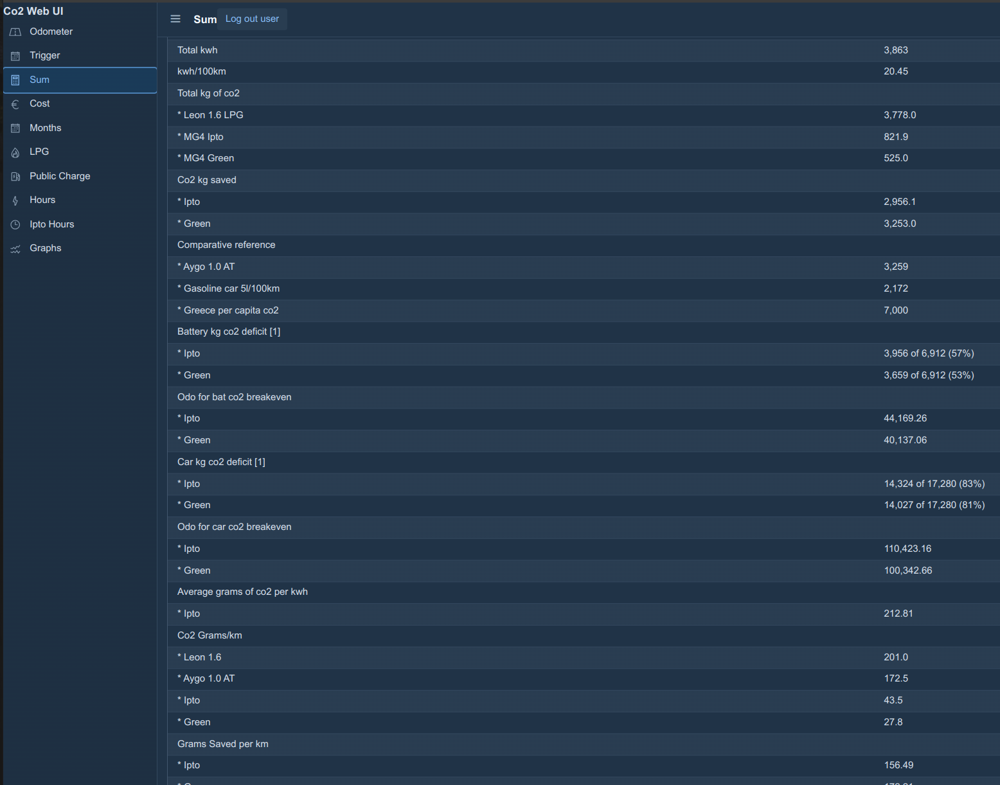 Co2 Web UI
Odometer
Trigger
Sum
Cost
Months
LPG
Public Charge
Hours
Ipto Hours
Graphs
Sum Log out user
Total kwh 3,863
kwh/100km 20.45
Total kg of co2
* Leon 1.6 LPG 3,778.0
* MG4 Ipto 821.9
* MG4 Green 525.0
Co2 kg saved
* Ipto 2,956.1
* Green 3,253.0
Comparative reference
* Aygo 1.0 AT 3,259
* Gasoline car 5l/100km 2,172
* Greece per capita co2 7,000
Battery kg co2 deficit [1]
* Ipto 3,956 of 6,912 (57%)
* Green 3,659 of 6,912 (53%)
Odo for bat co2 breakeven
* Ipto 44,169.26
* Green 40,137.06
Car kg co2 deficit [1]
* Ipto 14,324 of 17,280 (83%)
* Green 14,027 of 17,280 (81%)
Odo for car co2 breakeven
* Ipto 110,423.16
* Green 100,342.66
Average grams of co2 per kwh
* Ipto 212.81
Co2 Grams/km
* Leon 1.6 201.0
* Aygo 1.0 AT 172.5
* Ipto 43.5
* Green 27.8
Grams Saved per km
* Ipto 156.49